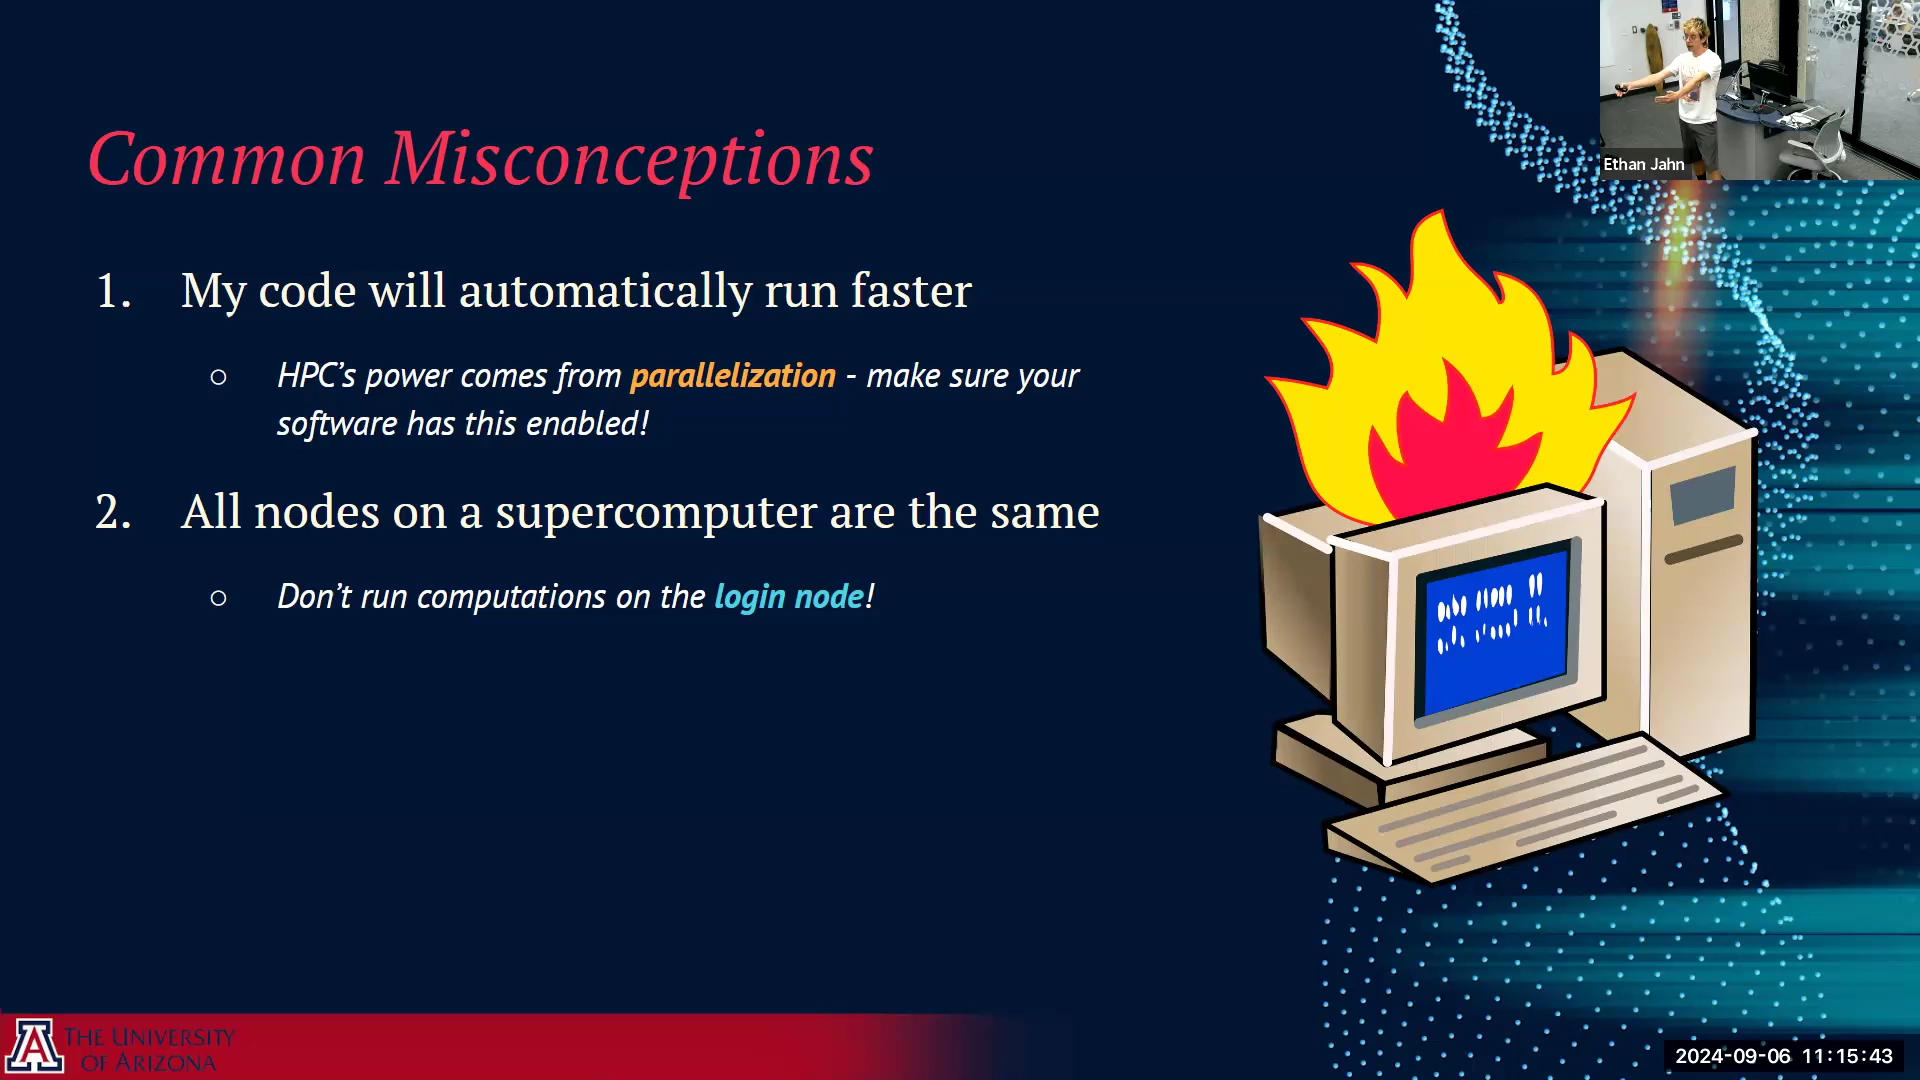 Common Misconceptions
1. My code will automatically run faster
○ HPC’s power comes from parallelization - make sure your
software has this enabled!
2. All nodes on a supercomputer are the same
○ Don’t run computations on the login node!
Ethan Jahn
A
THE UNIVERSITY
OF ARIZONA
2024-09-06 11:15:43